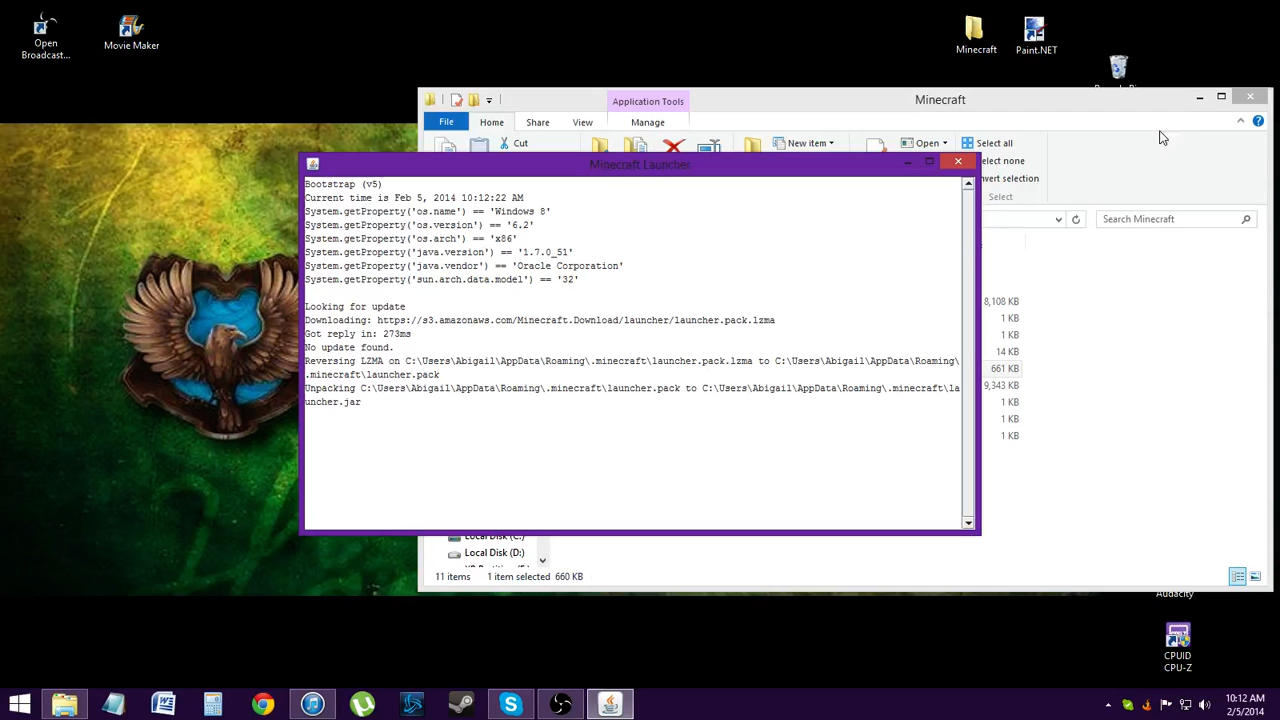 Open
Broadcast...
Movie Maker
Minecraft
Paint.NET
Application Tools
Minecraft
File
Home
Share
View
Manage
Cut
New item
Open
Select all
nvert selection
Select
Search Minecraft
Minecraft Launcher
Bootstrap (v5)
Current time is Feb 5, 2014 10:12:22 AM
System.getProperty('os.name') == 'Windows 8'
System.getProperty('os.version') == '6.2'
System.getProperty('os.arch') == 'x86'
System.getProperty('java.version') == '1.7.0_51'
System.getProperty('java.vendor') == 'Oracle Corporation'
System.getProperty('sun.arch.data.model') == '32'
Looking for update
Downloading: https://s3.amazonaws.com/Minecraft.Download/launcher/launcher.pack.lzma
Got reply in: 273ms
No update found.
Reversing LZMA on C:\Users\Abigail\AppData\Roaming\.minecraft\launcher.pack.lzma to C:\Users\Abigail\AppData\Roaming\
.minecraft\launcher.pack
Unpacking C:\Users\Abigail\AppData\Roaming\.minecraft\launcher.pack to C:\Users\Abigail\AppData\Roaming\.minecraft\la
uncher.jar
8,108 KB
1 KB
1 KB
14 KB
661 KB
9,343 KB
1 KB
1 KB
1 KB
Local Disk (C:)
Local Disk (D:)
11 items
1 item selected 660 KB
Audacity
CPUID
CPU-Z
10:12 AM
2/5/2014